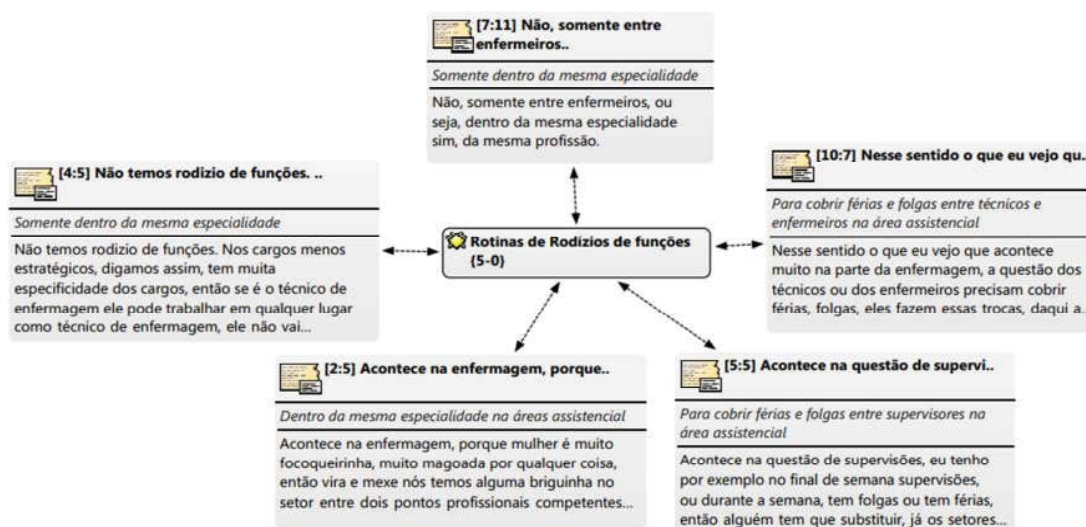 [7:11] Não, somente entre
enfermeiros..
Somente dentro da mesma especialidade
Não, somente entre enfermeiros, ou
seja, dentro da mesma especialidade
sim, da mesma profissão.
[4:5] Não temos rodizio de funções. ..
Somente dentro da mesma especialidade
Não temos rodizio de funções. Nos cargos menos
estratégicos, digamos assim, tem muita
especificidade dos cargos, então se é o técnico de
enfermagem ele pode trabalhar em qualquer lugar
como técnico de enfermagem, ele não vai...
Rotinas de Rodízios de funções
{5-0}
[10:7] Nesse sentido o que eu vejo qu..
Para cobrir férias e folgas entre técnicos e
enfermeiros na área assistencial
Nesse sentido o que eu vejo que acontece
muito na parte da enfermagem, a questão dos
técnicos ou dos enfermeiros precisam cobrir
férias, folgas, eles fazem essas trocas, daqui a..
[2:5] Acontece na enfermagem, porque..
Dentro da mesma especialidade na áreas assistencial
Acontece na enfermagem, porque mulher é muito
focoqueirinha, muito magoada por qualquer coisa,
então vira e mexe nós temos alguma briguinha no
setor entre dois pontos profissionais competentes...
[5:5] Acontece na questão de supervi..
Para cobrir férias e folgas entre supervisores na
área assistencial
Acontece na questão de supervisões, eu tenho
por exemplo no final de semana supervisões,
ou durante a semana, tem folgas ou tem férias,
então alguém tem que substituir, já os setores...